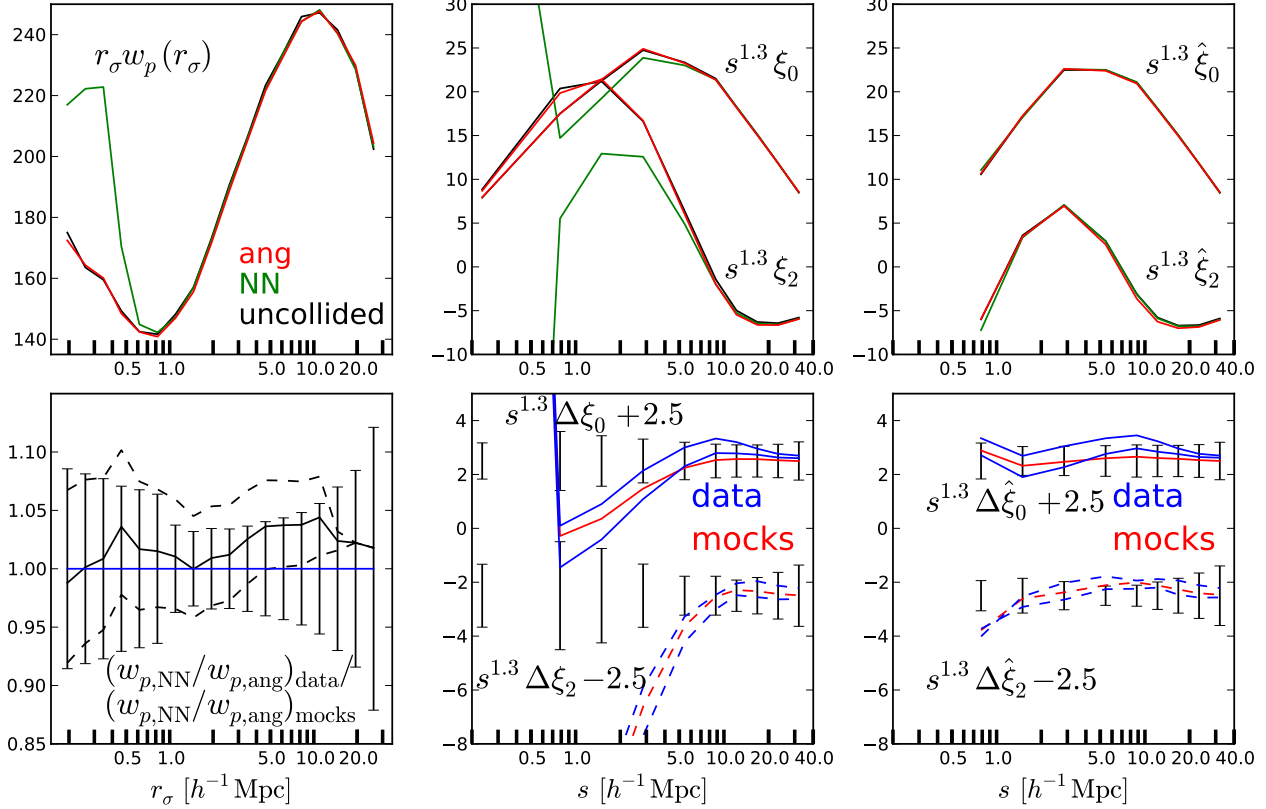 240
220
200
180
160
140
r_σ w_p(r_σ)
ang
NN
uncollided
0.5 1.0 5.0 10.0 20.0
30
25
20
15
10
5
0
−5
−10
s^1.3 ξ_0
s^1.3 ξ_2
0.5 1.0 5.0 10.0 20.0 40.0
30
25
20
15
10
5
0
−5
−10
s^1.3 ξ̂_0
s^1.3 ξ̂_2
0.5 1.0 5.0 10.0 20.0 40.0
1.10
1.05
1.00
0.95
0.90
0.85
(w_p,NN/w_p,ang)_data/
(w_p,NN/w_p,ang)_mocks
0.5 1.0 5.0 10.0 20.0
r_σ [h^−1 Mpc]
4
2
0
−2
−4
−6
−8
s^1.3 Δξ_0 +2.5
data
mocks
s^1.3 Δξ_2 −2.5
0.5 1.0 5.0 10.0 20.0 40.0
s [h^−1 Mpc]
4
2
0
−2
−4
−6
−8
s^1.3 Δξ̂_0 +2.5
data
mocks
s^1.3 Δξ̂_2 −2.5
0.5 1.0 5.0 10.0 20.0 40.0
s [h^−1 Mpc]